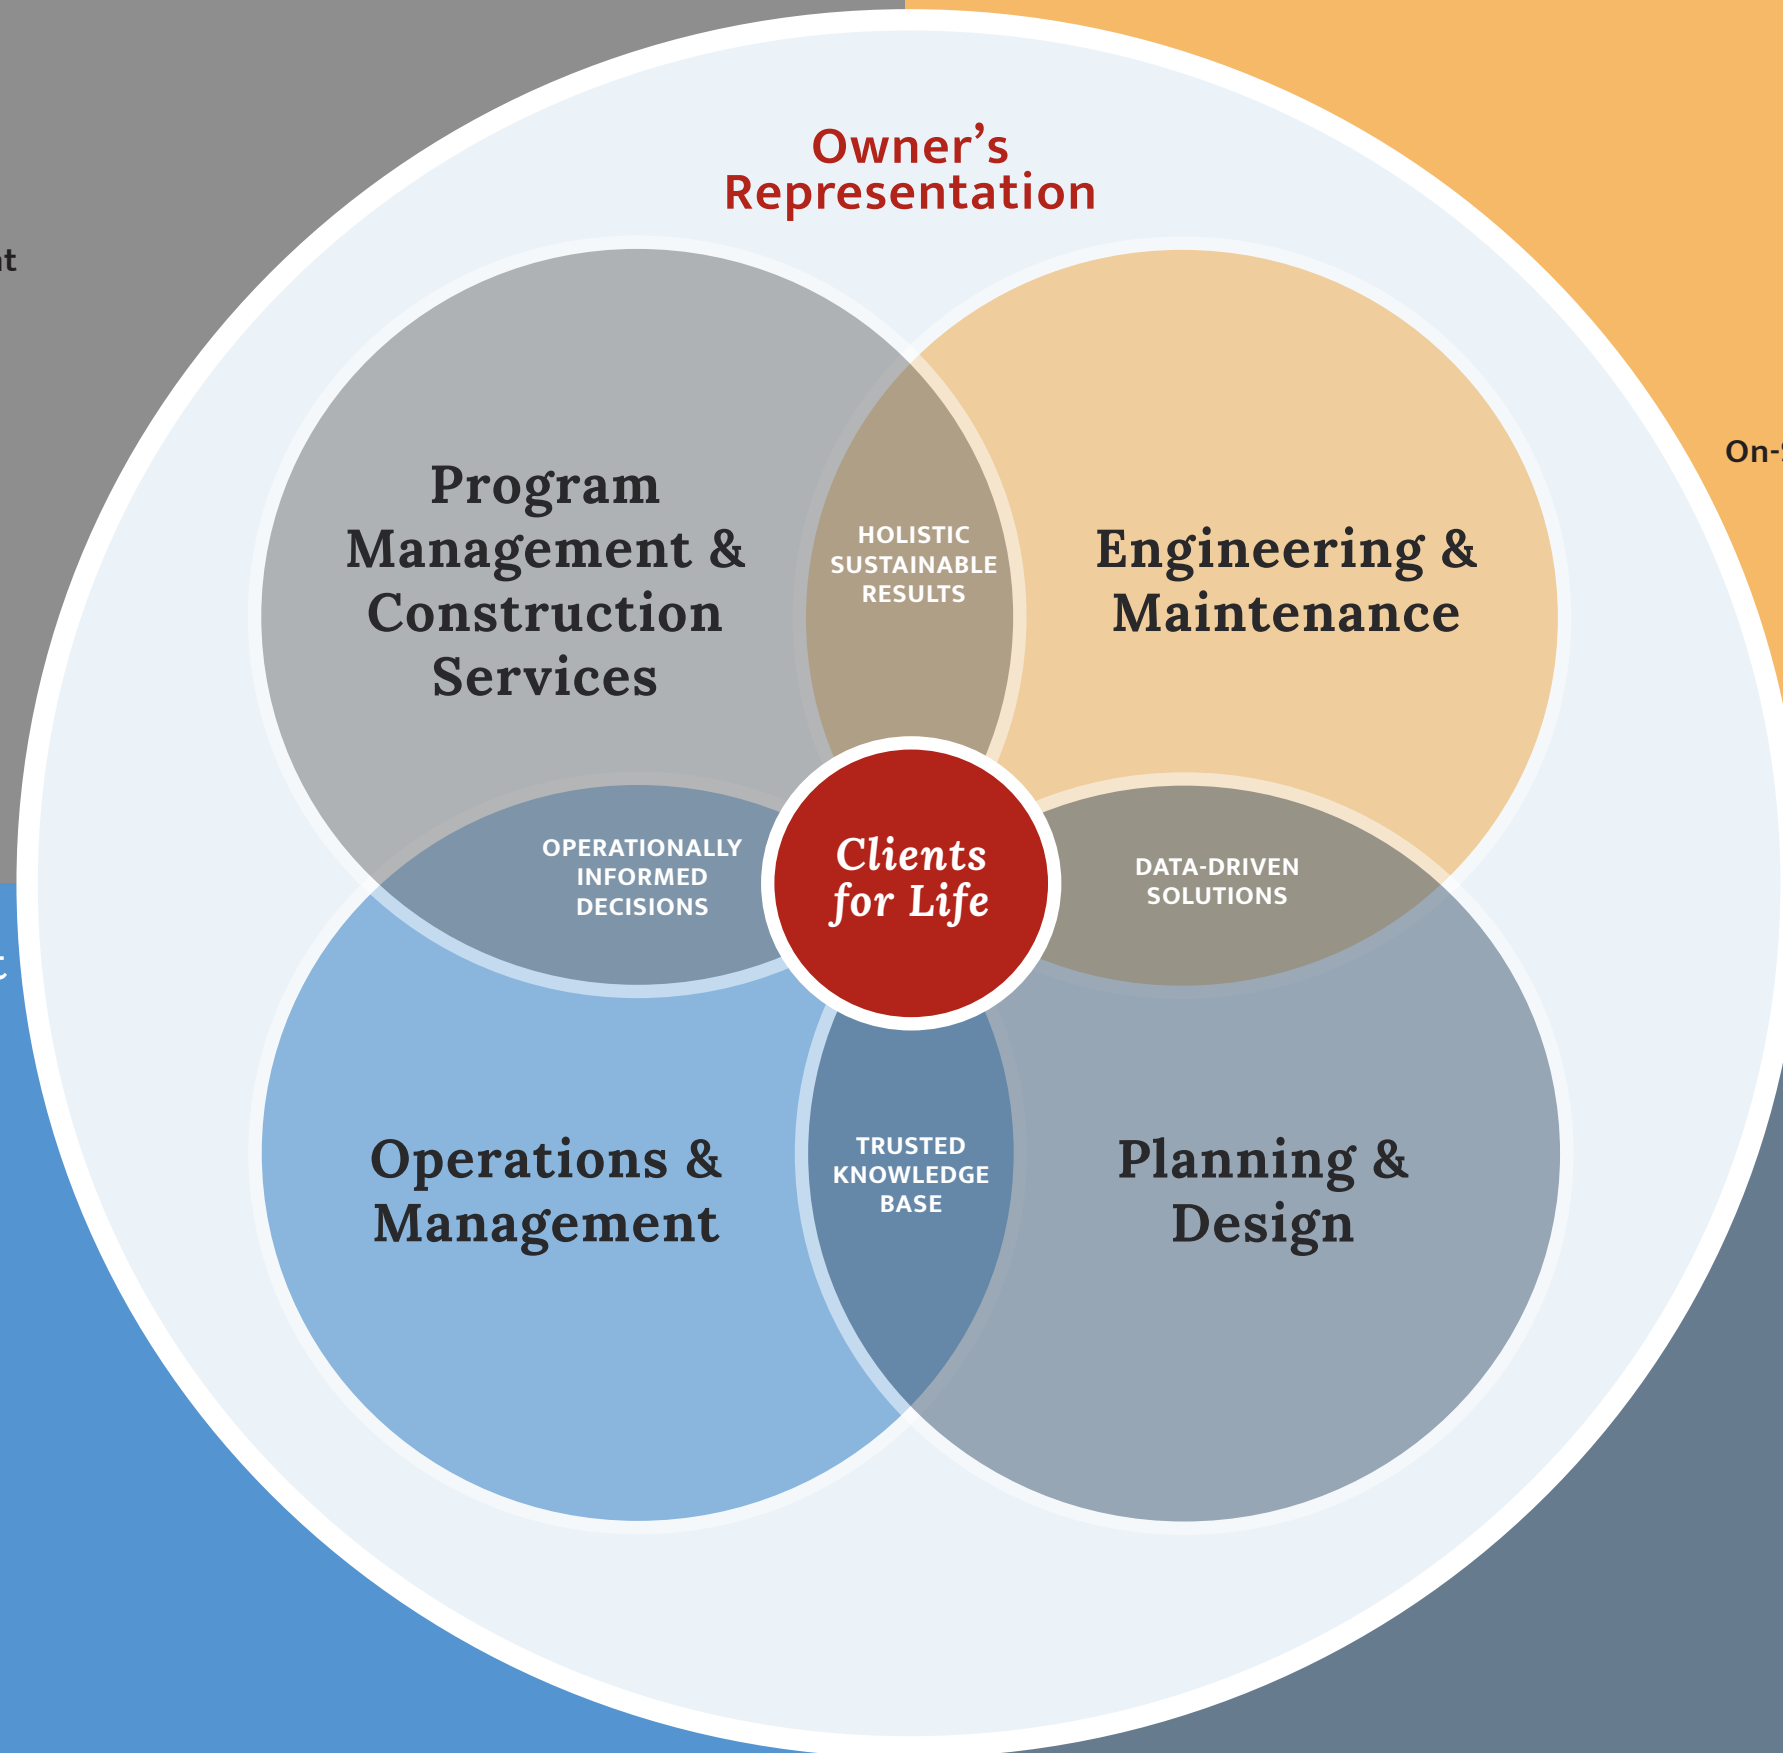 Owner’s
Representation
Program
Management &
Construction
Services
HOLISTIC
SUSTAINABLE
RESULTS
Engineering &
Maintenance
OPERATIONALLY
INFORMED
DECISIONS
Clients
for Life
DATA-DRIVEN
SOLUTIONS
Operations &
Management
TRUSTED
KNOWLEDGE
BASE
Planning &
Design